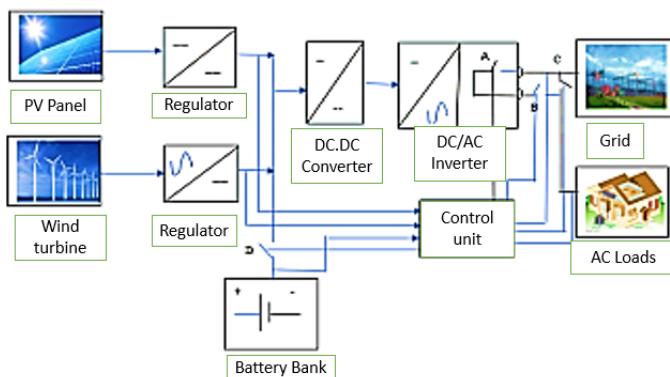 A
C
B
PV Panel
Regulator
DC.DC
Converter
DC/AC
Inverter
Grid
Wind
turbine
Regulator
Control
unit
AC Loads
D
+ -
Battery Bank